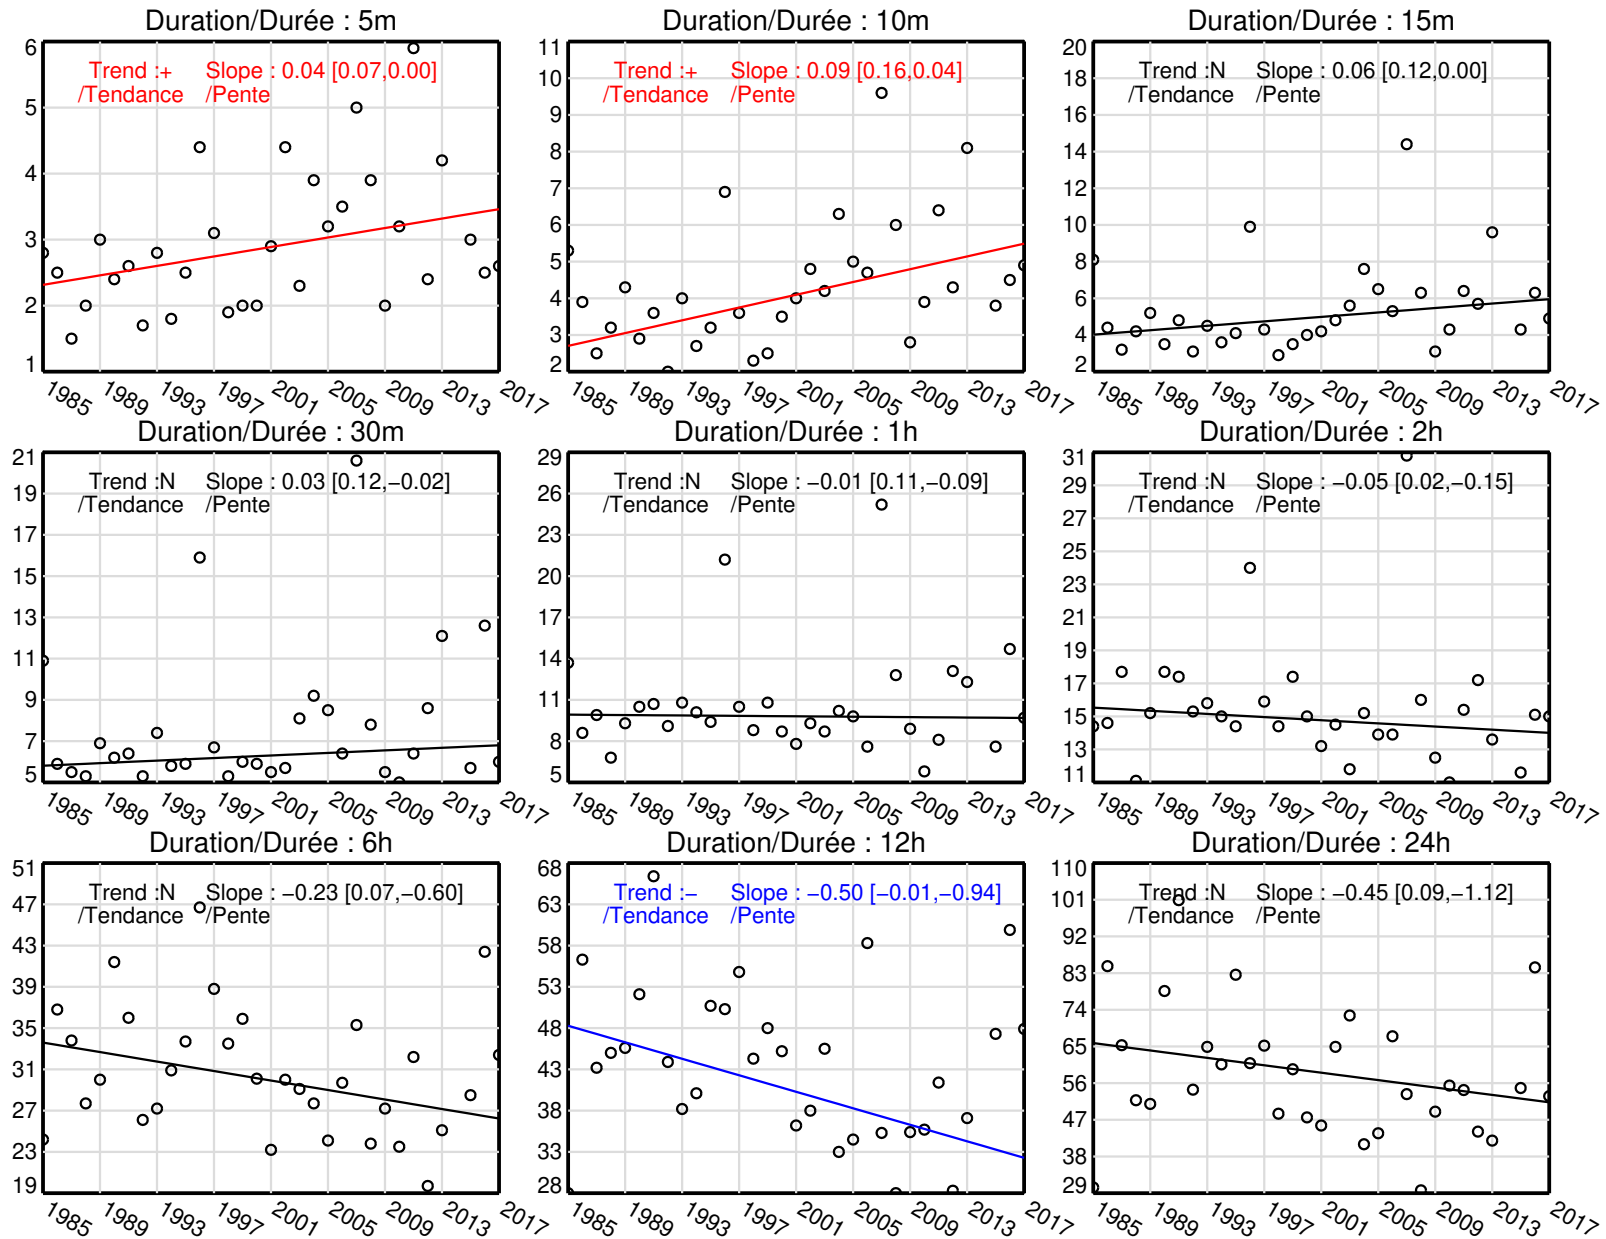 Duration/Durée : 5m
Trend :+ Slope : 0.04 [0.07,0.00]
/Tendance /Pente
6
5
4
3
2
1
1985 1989 1993 1997 2001 2005 2009 2013 2017
Duration/Durée : 10m
Trend :+ Slope : 0.09 [0.16,0.04]
/Tendance /Pente
11
10
9
8
7
6
5
4
3
2
1985 1989 1993 1997 2001 2005 2009 2013 2017
Duration/Durée : 15m
Trend :N Slope : 0.06 [0.12,0.00]
/Tendance /Pente
20
18
16
14
12
10
8
6
4
2
1985 1989 1993 1997 2001 2005 2009 2013 2017
Duration/Durée : 30m
Trend :N Slope : 0.03 [0.12,−0.02]
/Tendance /Pente
21
19
17
15
13
11
9
7
5
1985 1989 1993 1997 2001 2005 2009 2013 2017
Duration/Durée : 1h
Trend :N Slope : −0.01 [0.11,−0.09]
/Tendance /Pente
29
26
23
20
17
14
11
8
5
1985 1989 1993 1997 2001 2005 2009 2013 2017
Duration/Durée : 2h
Trend :N Slope : −0.05 [0.02,−0.15]
/Tendance /Pente
31
29
27
25
23
21
19
17
15
13
11
1985 1989 1993 1997 2001 2005 2009 2013 2017
Duration/Durée : 6h
Trend :N Slope : −0.23 [0.07,−0.60]
/Tendance /Pente
51
47
43
39
35
31
27
23
19
1985 1989 1993 1997 2001 2005 2009 2013 2017
Duration/Durée : 12h
Trend :− Slope : −0.50 [−0.01,−0.94]
/Tendance /Pente
68
63
58
53
48
43
38
33
28
1985 1989 1993 1997 2001 2005 2009 2013 2017
Duration/Durée : 24h
Trend :N Slope : −0.45 [0.09,−1.12]
/Tendance /Pente
110
101
92
83
74
65
56
47
38
29
1985 1989 1993 1997 2001 2005 2009 2013 2017